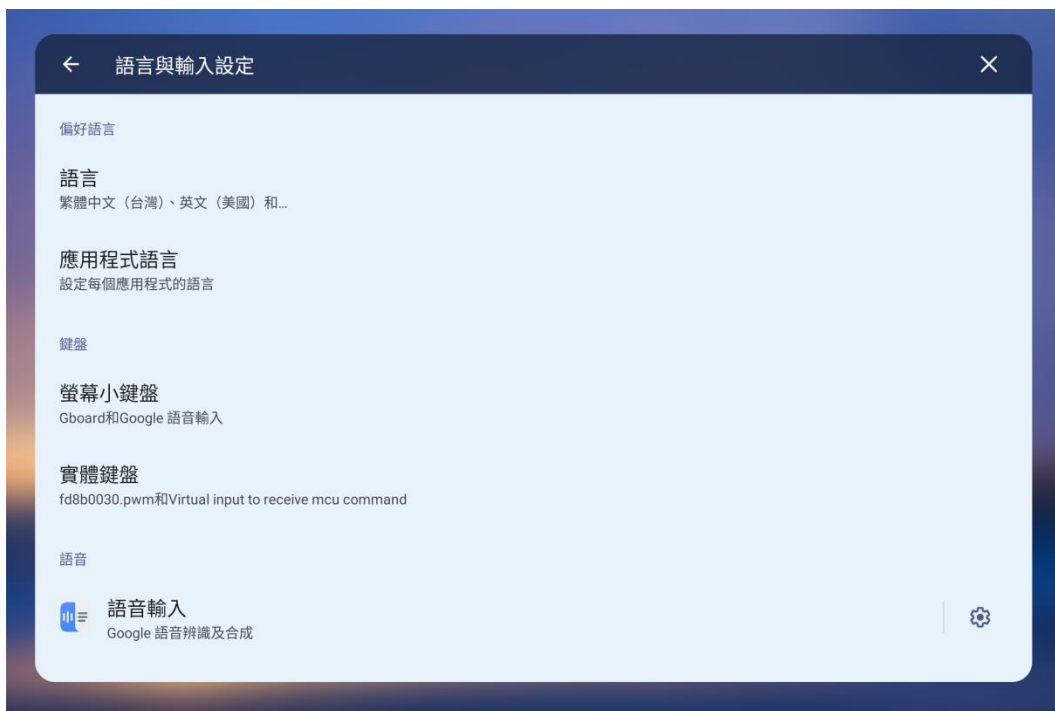 語言與輸入設定
偏好語言
語言
繁體中文（台灣）、英文（美國）和…
應用程式語言
設定每個應用程式的語言
鍵盤
螢幕小鍵盤
Gboard和Google 語音輸入
實體鍵盤
fd8b0030.pwm和Virtual input to receive mcu command
語音
語音輸入
Google 語音辨識及合成